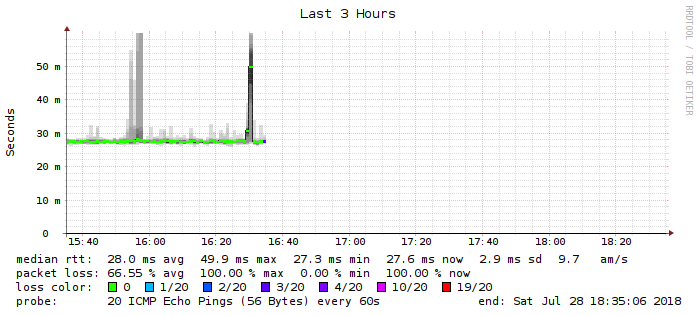 Last 3 Hours
RRDTOOL / TOBI OETIKER
Seconds
50 m
40 m
30 m
20 m
10 m
0
15:40 16:00 16:20 16:40 17:00 17:20 17:40 18:00 18:20
median rtt: 28.0 ms avg 49.9 ms max 27.3 ms min 27.6 ms now 2.9 ms sd 9.7 am/s
packet loss: 66.55 % avg 100.00 % max 0.00 % min 100.00 % now
loss color: 0 1/20 2/20 3/20 4/20 10/20 19/20
probe: 20 ICMP Echo Pings (56 Bytes) every 60s end: Sat Jul 28 18:35:06 2018